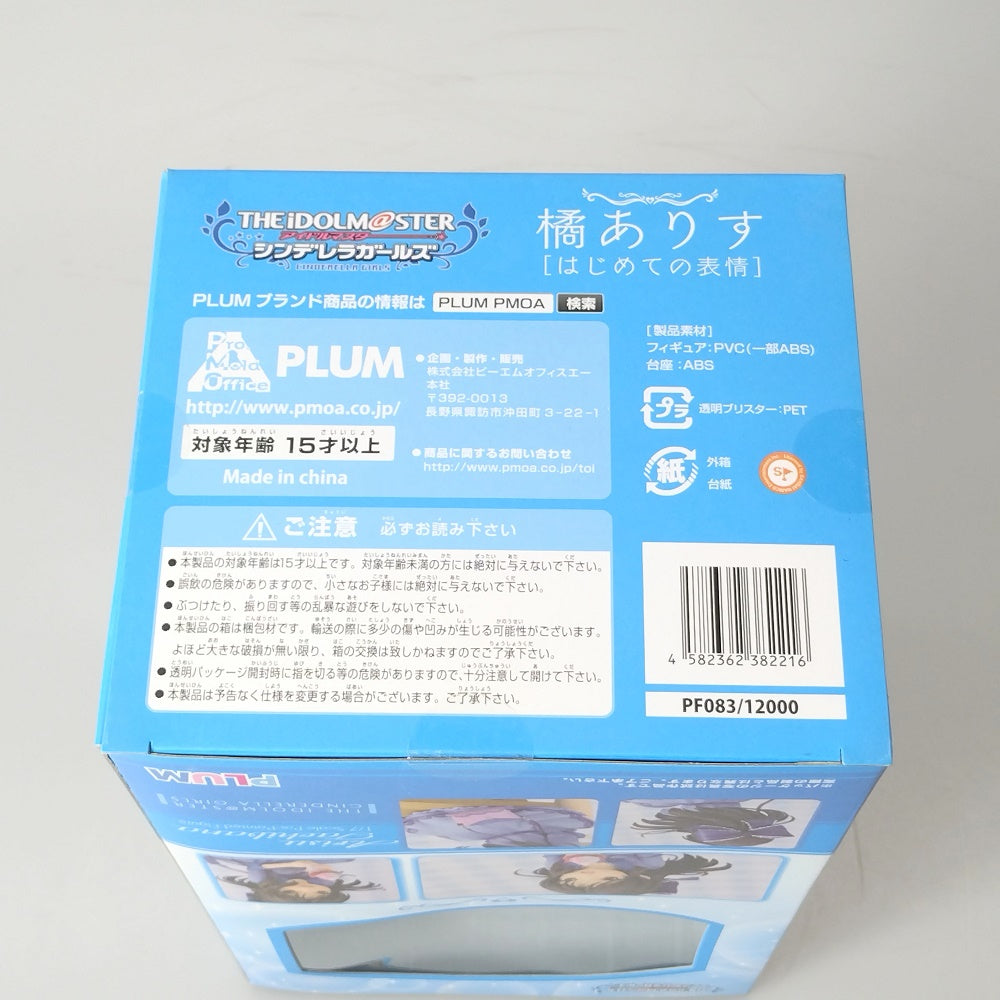 THE iDOLM@STER
アイドルマスター
シンデレラガールズ
CINDERELLA GIRLS
橘ありす
[はじめての表情]
PLUM ブランド商品の情報は PLUM PMOA 検索
Pro Mold Office PLUM
http://www.pmoa.co.jp/
対象年齢 15才以上
Made in china
●企画・製作・販売
株式会社ピーエムオフィスエー
本社
〒392-0013
長野県諏訪市沖田町3-22-1
●商品に関するお問い合わせ
http://www.pmoa.co.jp/toi
[製品素材]
フィギュア:PVC(一部ABS)
台座:ABS
プラ 透明ブリスター:PET
紙 外箱
台紙
ご注意 必ずお読み下さい
●本製品の対象年齢は15才以上です。対象年齢未満の方には絶対に与えないで下さい。
●誤飲の危険がありますので、小さなお子様には絶対に与えないで下さい。
●ぶつけたり、振り回す等の乱暴な遊びをしないで下さい。
●本製品の箱は梱包材です。輸送の際に多少の傷や凹みが生じる可能性がございます。
よほど大きな破損が無い限り、箱の交換は致しかねますのでご了承下さい。
●透明パッケージ開封時に指を切る等の危険がありますので、十分注意して開けて下さい。
●本製品は予告なく仕様を変更する場合がございます。ご了承下さい。
4 582362 382216
PF083/12000
PLUM
THE IDOLM@STER
CINDERELLA GIRLS
Arisu Tachibana
1/7 Scale Pre-Painted Figure